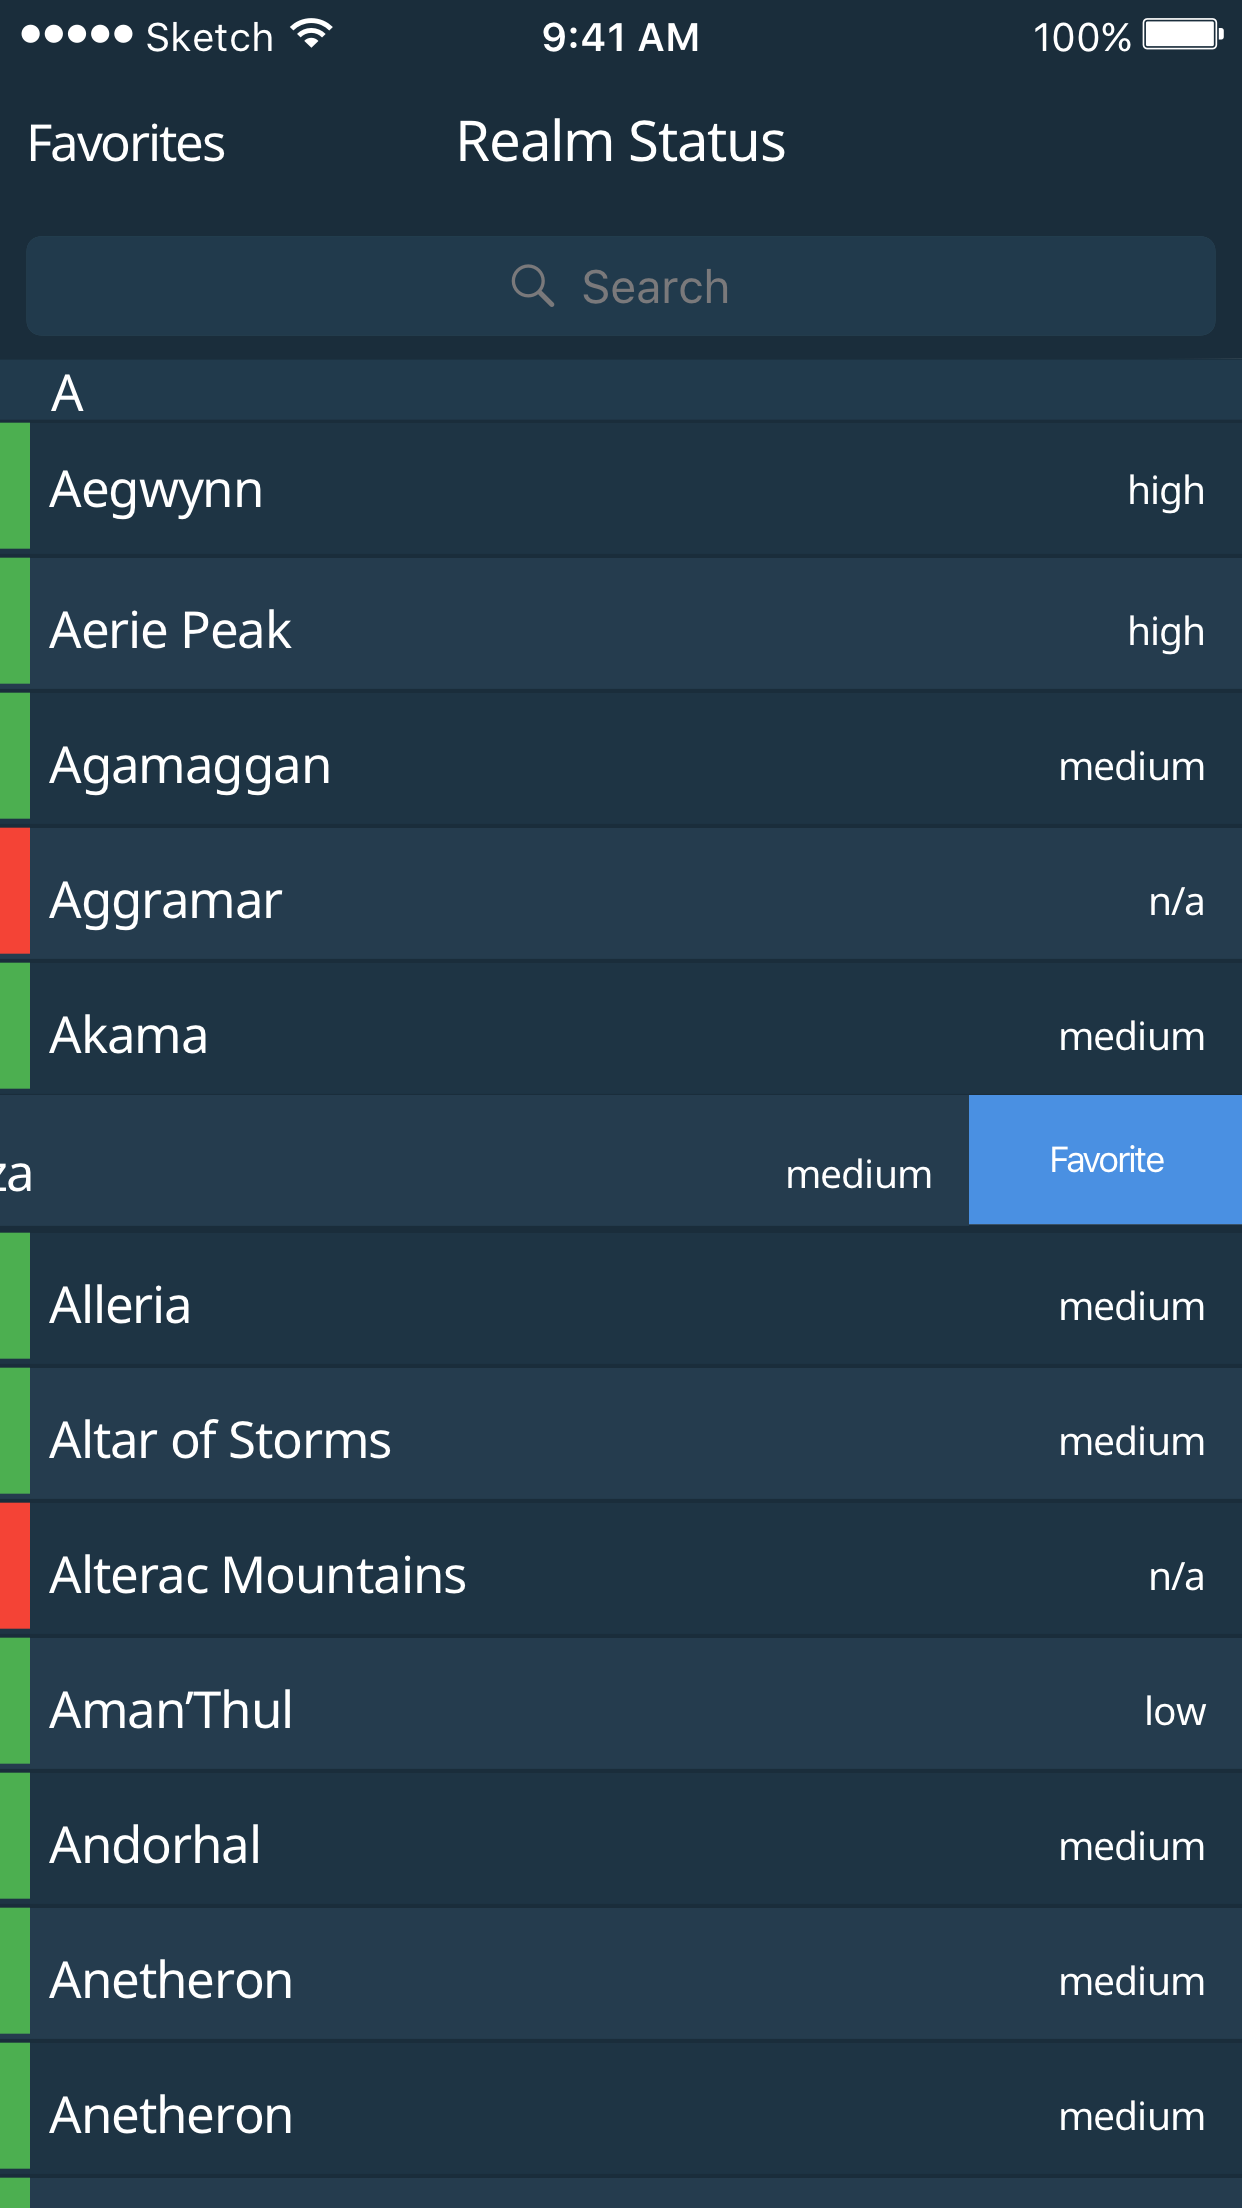 Sketch 9:41 AM 100%
Favorites Realm Status
Search
A
Aegwynn high
Aerie Peak high
Agamaggan medium
Aggramar n/a
Akama medium
za medium Favorite
Alleria medium
Altar of Storms medium
Alterac Mountains n/a
Aman’Thul low
Andorhal medium
Anetheron medium
Anetheron medium